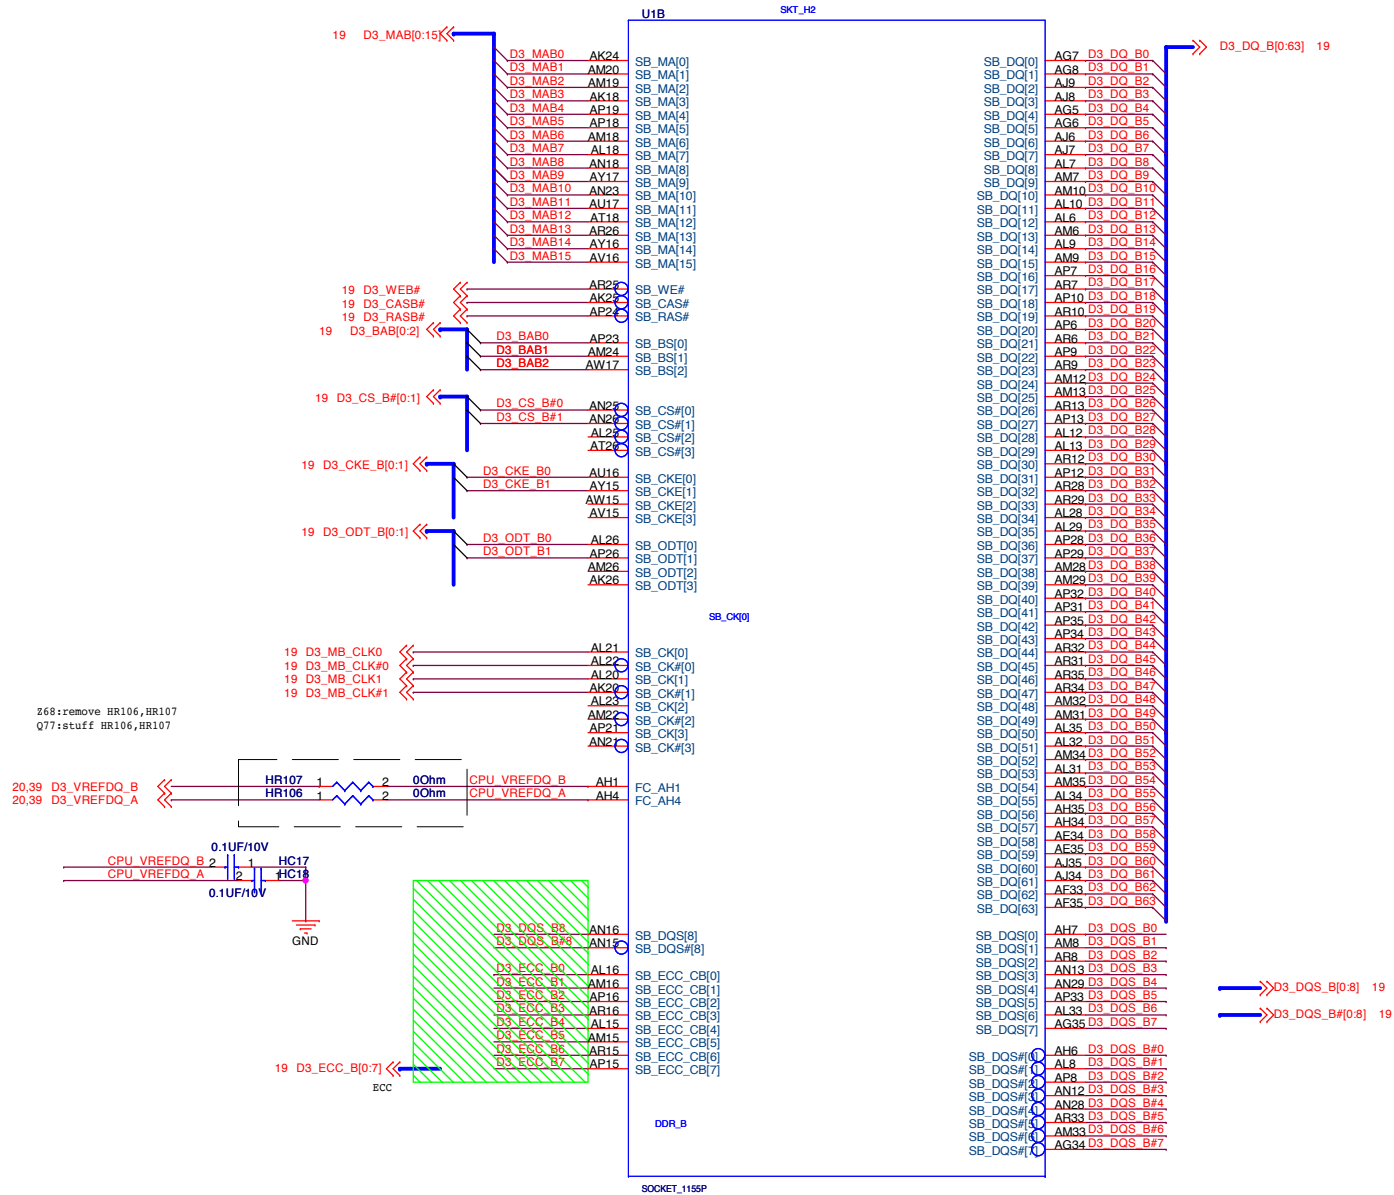 U1B
SKT_H2
19 D3_MAB[0:15]
D3_DQ_B[0:63] 19
D3_MAB0 AK24 SB_MA[0]
D3_MAB1 AM20 SB_MA[1]
D3_MAB2 AM19 SB_MA[2]
D3_MAB3 AK18 SB_MA[3]
D3_MAB4 AP19 SB_MA[4]
D3_MAB5 AP18 SB_MA[5]
D3_MAB6 AM18 SB_MA[6]
D3_MAB7 AL18 SB_MA[7]
D3_MAB8 AN18 SB_MA[8]
D3_MAB9 AY17 SB_MA[9]
D3_MAB10 AN23 SB_MA[10]
D3_MAB11 AU17 SB_MA[11]
D3_MAB12 AT18 SB_MA[12]
D3_MAB13 AR26 SB_MA[13]
D3_MAB14 AY16 SB_MA[14]
D3_MAB15 AV16 SB_MA[15]
19 D3_WEB# AR25 SB_WE#
19 D3_CASB# AK25 SB_CAS#
19 D3_RASB# AP24 SB_RAS#
19 D3_BAB[0:2]
D3_BAB0 AP23 SB_BS[0]
D3_BAB1 AM24 SB_BS[1]
D3_BAB2 AW17 SB_BS[2]
19 D3_CS_B#[0:1]
D3_CS_B#0 AN25 SB_CS#[0]
D3_CS_B#1 AN26 SB_CS#[1]
AL25 SB_CS#[2]
AT26 SB_CS#[3]
19 D3_CKE_B[0:1]
D3_CKE_B0 AU16 SB_CKE[0]
D3_CKE_B1 AY15 SB_CKE[1]
AW15 SB_CKE[2]
AV15 SB_CKE[3]
19 D3_ODT_B[0:1]
D3_ODT_B0 AL26 SB_ODT[0]
D3_ODT_B1 AP26 SB_ODT[1]
AM26 SB_ODT[2]
AK26 SB_ODT[3]
SB_CK[0]
19 D3_MB_CLK0 AL21 SB_CK[0]
19 D3_MB_CLK#0 AL22 SB_CK#[0]
19 D3_MB_CLK1 AL20 SB_CK[1]
19 D3_MB_CLK#1 AK20 SB_CK#[1]
AL23 SB_CK[2]
AM22 SB_CK#[2]
AP21 SB_CK[3]
AN21 SB_CK#[3]
Z68:remove HR106,HR107
Q77:stuff HR106,HR107
20,39 D3_VREFDQ_B HR107 1 2 0Ohm CPU_VREFDQ_B AH1 FC_AH1
20,39 D3_VREFDQ_A HR106 1 2 0Ohm CPU_VREFDQ_A AH4 FC_AH4
0.1UF/10V
CPU_VREFDQ_B 2 1 HC17
CPU_VREFDQ_A 2 1 HC18
0.1UF/10V
GND
D3_DQS_B8 AN16 SB_DQS[8]
D3_DQS_B#8 AN15 SB_DQS#[8]
D3_ECC_B0 AL16 SB_ECC_CB[0]
D3_ECC_B1 AM16 SB_ECC_CB[1]
D3_ECC_B2 AP16 SB_ECC_CB[2]
D3_ECC_B3 AR16 SB_ECC_CB[3]
D3_ECC_B4 AL15 SB_ECC_CB[4]
D3_ECC_B5 AM15 SB_ECC_CB[5]
D3_ECC_B6 AR15 SB_ECC_CB[6]
D3_ECC_B7 AP15 SB_ECC_CB[7]
19 D3_ECC_B[0:7]
ECC
DDR_B
SOCKET_1155P
SB_DQ[0] AG7 D3_DQ_B0
SB_DQ[1] AG8 D3_DQ_B1
SB_DQ[2] AJ9 D3_DQ_B2
SB_DQ[3] AJ8 D3_DQ_B3
SB_DQ[4] AG5 D3_DQ_B4
SB_DQ[5] AG6 D3_DQ_B5
SB_DQ[6] AJ6 D3_DQ_B6
SB_DQ[7] AJ7 D3_DQ_B7
SB_DQ[8] AL7 D3_DQ_B8
SB_DQ[9] AM7 D3_DQ_B9
SB_DQ[10] AM10 D3_DQ_B10
SB_DQ[11] AL10 D3_DQ_B11
SB_DQ[12] AL6 D3_DQ_B12
SB_DQ[13] AM6 D3_DQ_B13
SB_DQ[14] AL9 D3_DQ_B14
SB_DQ[15] AM9 D3_DQ_B15
SB_DQ[16] AP7 D3_DQ_B16
SB_DQ[17] AR7 D3_DQ_B17
SB_DQ[18] AP10 D3_DQ_B18
SB_DQ[19] AR10 D3_DQ_B19
SB_DQ[20] AP6 D3_DQ_B20
SB_DQ[21] AR6 D3_DQ_B21
SB_DQ[22] AP9 D3_DQ_B22
SB_DQ[23] AR9 D3_DQ_B23
SB_DQ[24] AM12 D3_DQ_B24
SB_DQ[25] AM13 D3_DQ_B25
SB_DQ[26] AR13 D3_DQ_B26
SB_DQ[27] AP13 D3_DQ_B27
SB_DQ[28] AL12 D3_DQ_B28
SB_DQ[29] AL13 D3_DQ_B29
SB_DQ[30] AR12 D3_DQ_B30
SB_DQ[31] AP12 D3_DQ_B31
SB_DQ[32] AR28 D3_DQ_B32
SB_DQ[33] AR29 D3_DQ_B33
SB_DQ[34] AL28 D3_DQ_B34
SB_DQ[35] AL29 D3_DQ_B35
SB_DQ[36] AP28 D3_DQ_B36
SB_DQ[37] AP29 D3_DQ_B37
SB_DQ[38] AM28 D3_DQ_B38
SB_DQ[39] AM29 D3_DQ_B39
SB_DQ[40] AP32 D3_DQ_B40
SB_DQ[41] AP31 D3_DQ_B41
SB_DQ[42] AP35 D3_DQ_B42
SB_DQ[43] AP34 D3_DQ_B43
SB_DQ[44] AR32 D3_DQ_B44
SB_DQ[45] AR31 D3_DQ_B45
SB_DQ[46] AR35 D3_DQ_B46
SB_DQ[47] AR34 D3_DQ_B47
SB_DQ[48] AM32 D3_DQ_B48
SB_DQ[49] AM31 D3_DQ_B49
SB_DQ[50] AL35 D3_DQ_B50
SB_DQ[51] AL32 D3_DQ_B51
SB_DQ[52] AM34 D3_DQ_B52
SB_DQ[53] AL31 D3_DQ_B53
SB_DQ[54] AM35 D3_DQ_B54
SB_DQ[55] AL34 D3_DQ_B55
SB_DQ[56] AH35 D3_DQ_B56
SB_DQ[57] AH34 D3_DQ_B57
SB_DQ[58] AE34 D3_DQ_B58
SB_DQ[59] AE35 D3_DQ_B59
SB_DQ[60] AJ35 D3_DQ_B60
SB_DQ[61] AJ34 D3_DQ_B61
SB_DQ[62] AF33 D3_DQ_B62
SB_DQ[63] AF35 D3_DQ_B63
SB_DQS[0] AH7 D3_DQS_B0
SB_DQS[1] AM8 D3_DQS_B1
SB_DQS[2] AR8 D3_DQS_B2
SB_DQS[3] AN13 D3_DQS_B3
SB_DQS[4] AN29 D3_DQS_B4
SB_DQS[5] AP33 D3_DQS_B5
SB_DQS[6] AL33 D3_DQS_B6
SB_DQS[7] AG35 D3_DQS_B7
D3_DQS_B[0:8] 19
D3_DQS_B#[0:8] 19
SB_DQS#[0] AH6 D3_DQS_B#0
SB_DQS#[1] AL8 D3_DQS_B#1
SB_DQS#[2] AP8 D3_DQS_B#2
SB_DQS#[3] AN12 D3_DQS_B#3
SB_DQS#[4] AN28 D3_DQS_B#4
SB_DQS#[5] AR33 D3_DQS_B#5
SB_DQS#[6] AM33 D3_DQS_B#6
SB_DQS#[7] AG34 D3_DQS_B#7